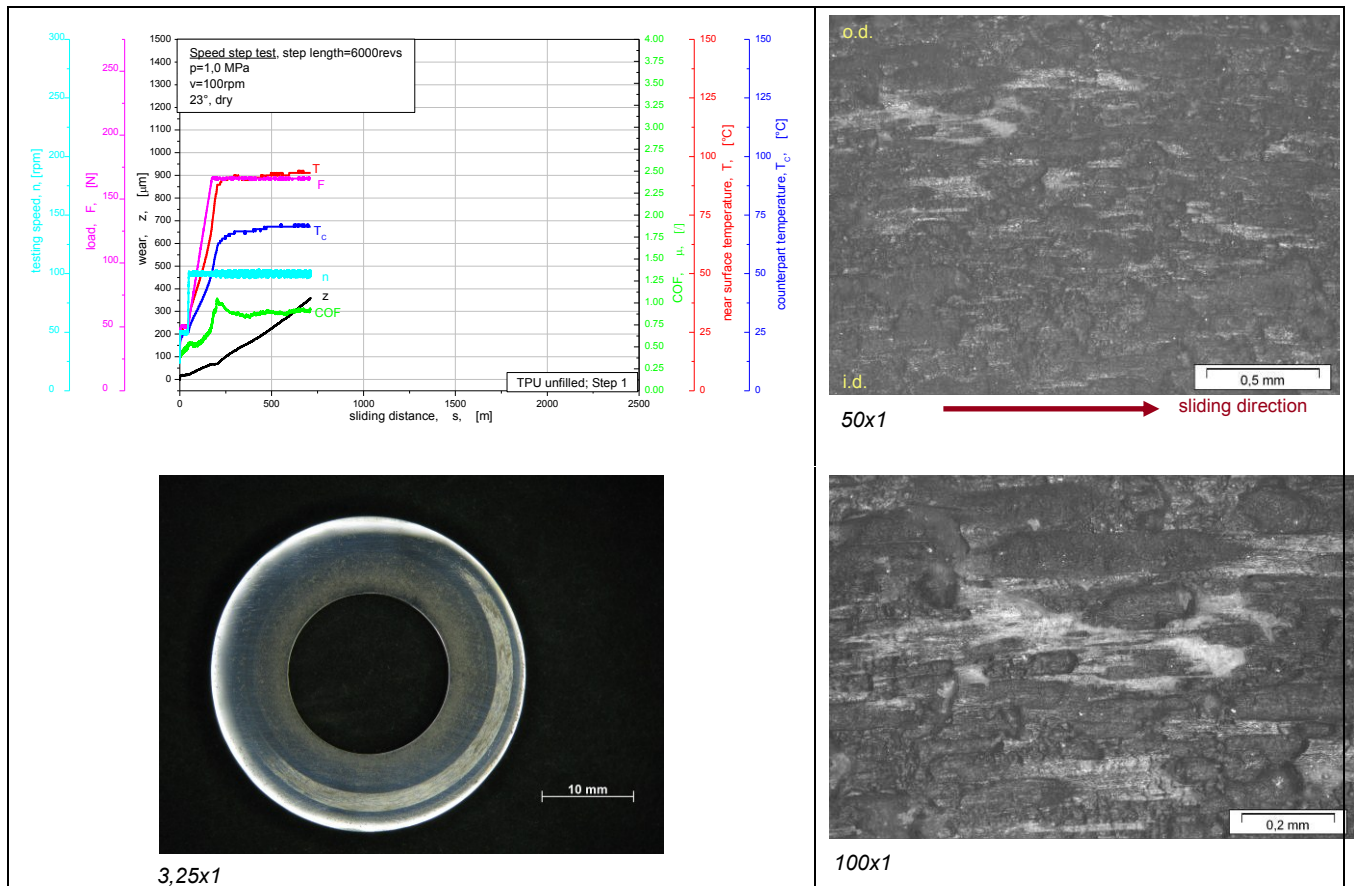 Speed step test, step length=6000revs
p=1,0 MPa
v=100rpm
23°, dry
testing speed, n, [rpm]
300
250
200
150
100
50
0
load, F, [N]
250
200
150
100
50
0
wear, z, [µm]
1500
1400
1300
1200
1100
1000
900
800
700
600
500
400
300
200
100
0
T
F
T_c
n
z
COF
TPU unfilled; Step 1
0 500 1000 1500 2000 2500
sliding distance, s, [m]
4.00
3.75
3.50
3.25
3.00
2.75
2.50
2.25
2.00
1.75
1.50
1.25
1.00
0.75
0.50
0.25
0.00
COF, µ, [/]
150
125
100
75
50
25
0
near surface temperature, T, [°C]
150
125
100
75
50
25
0
counterpart temperature, T_c, [°C]
o.d.
i.d.
0,5 mm
50x1
sliding direction
10 mm
3,25x1
0,2 mm
100x1